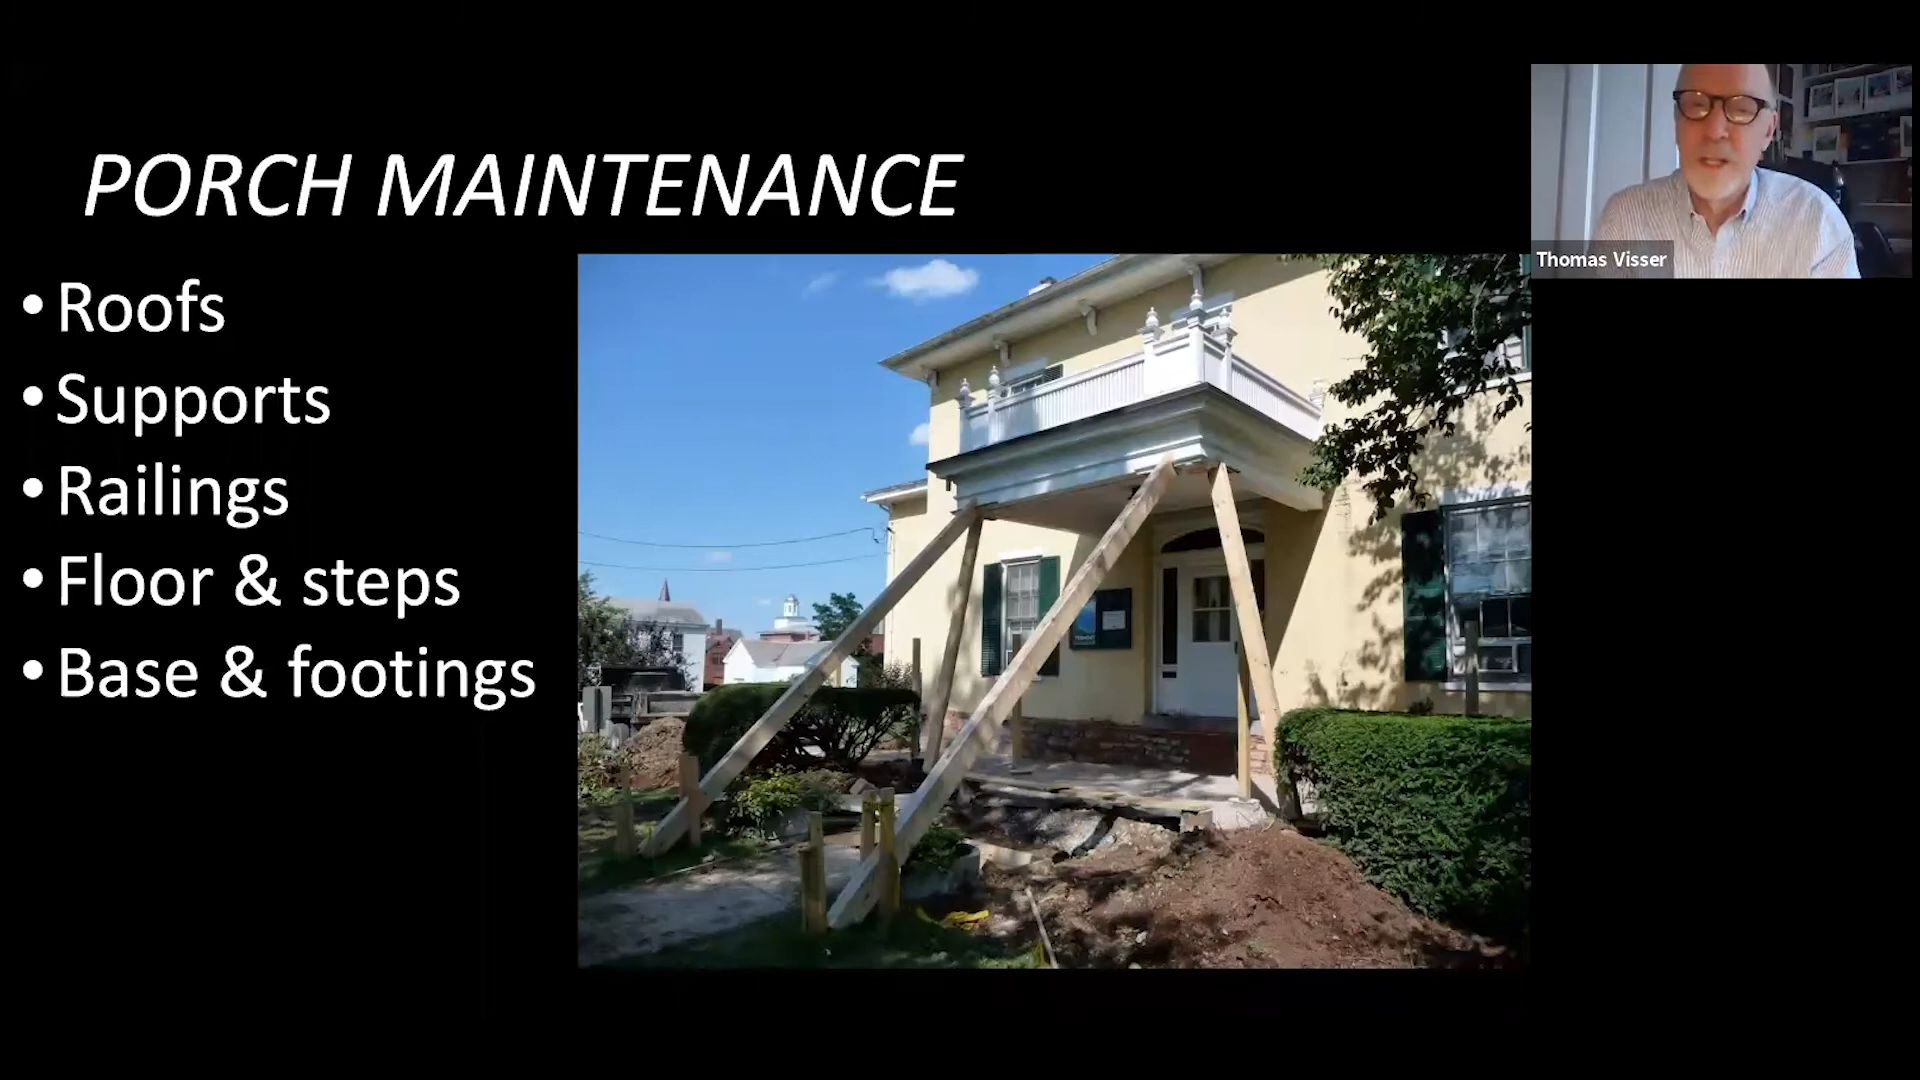 PORCH MAINTENANCE
• Roofs
• Supports
• Railings
• Floor & steps
• Base & footings
Thomas Visser